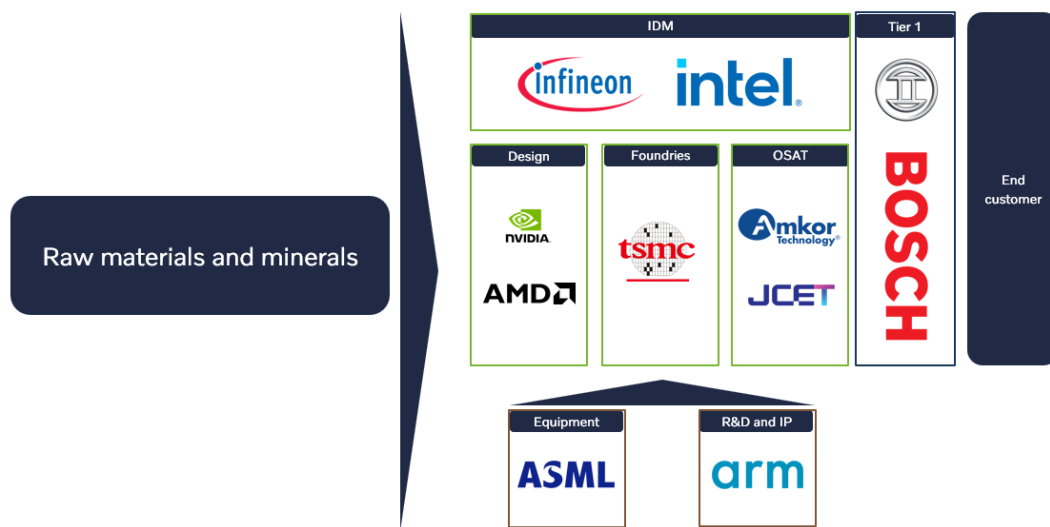 Raw materials and minerals
IDM
infineon
intel®
Design
NVIDIA
AMD
Foundries
tsmc
OSAT
Amkor
Technology®
JCET
Tier 1
BOSCH
End
customer
Equipment
ASML
R&D and IP
arm